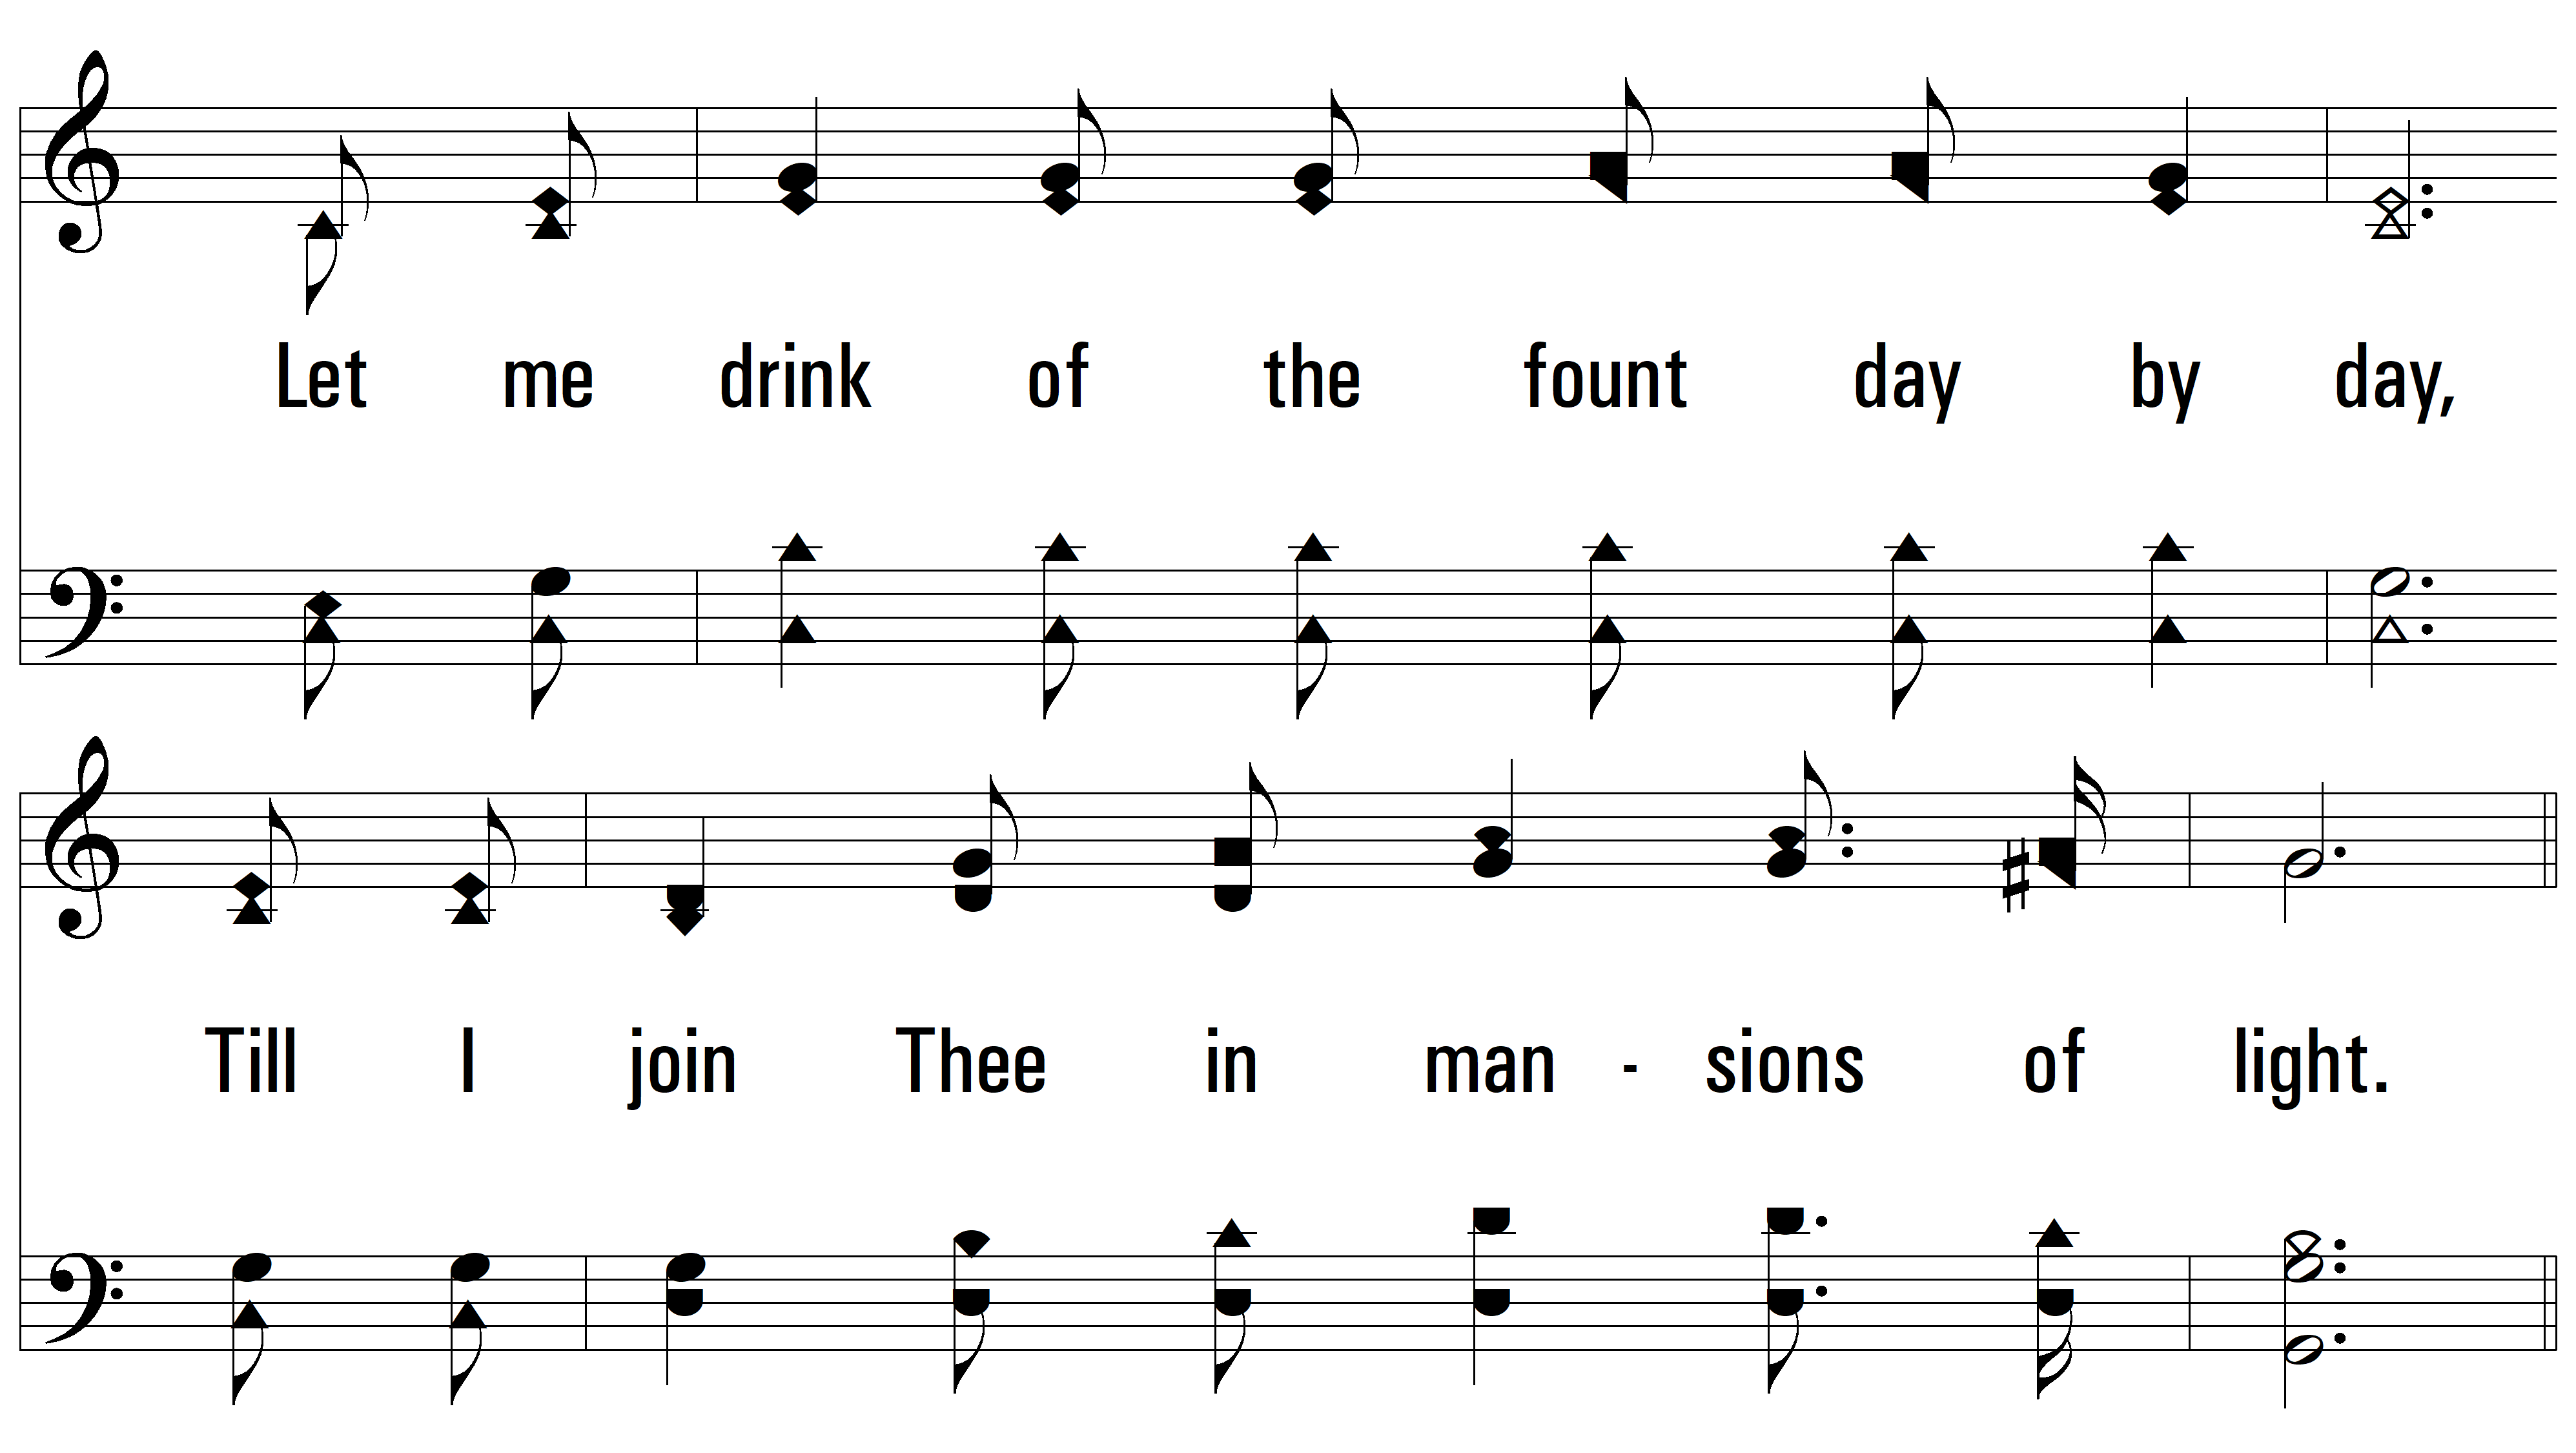 Let me drink of the fount day by day,
Till I join Thee in man - sions of light.